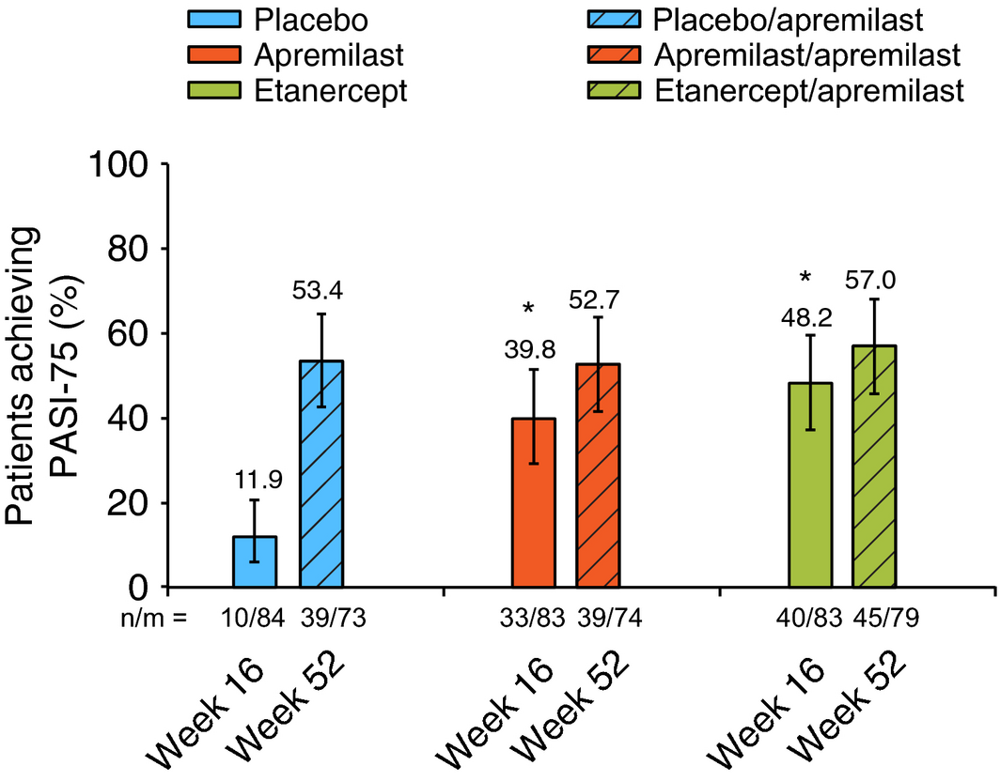 Placebo
Placebo/apremilast
Apremilast
Apremilast/apremilast
Etanercept
Etanercept/apremilast
Patients achieving
PASI-75 (%)
100
80
60
40
20
0
11.9
53.4
*
39.8
52.7
*
48.2
57.0
n/m = 10/84 39/73 33/83 39/74 40/83 45/79
Week 16
Week 52
Week 16
Week 52
Week 16
Week 52